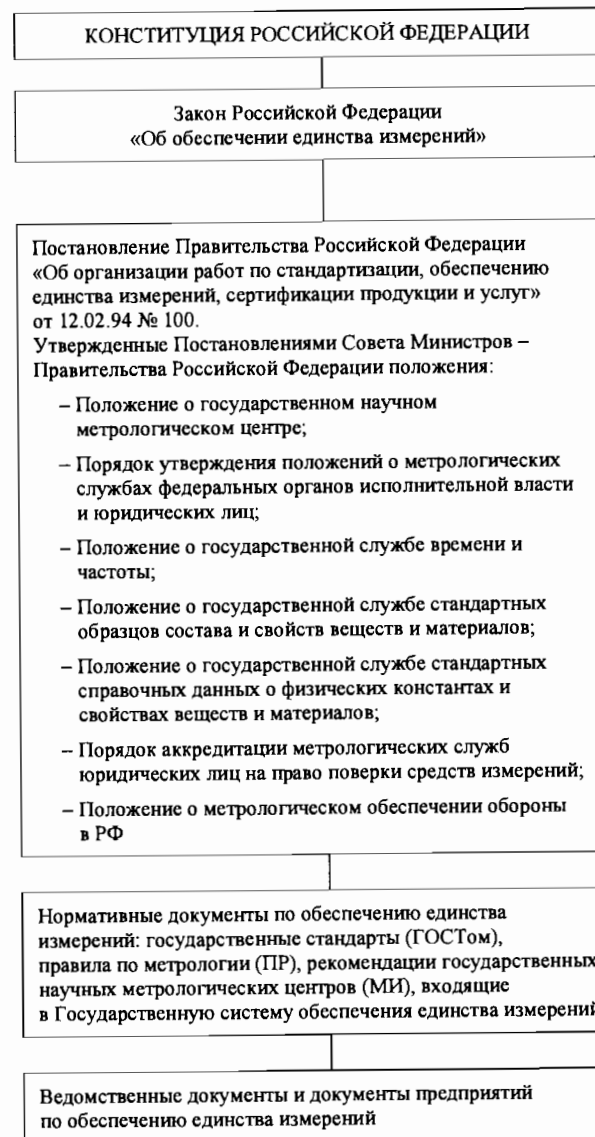 КОНСТИТУЦИЯ РОССИЙСКОЙ ФЕДЕРАЦИИ
Закон Российской Федерации
«Об обеспечении единства измерений»
Постановление Правительства Российской Федерации
«Об организации работ по стандартизации, обеспечению
единства измерений, сертификации продукции и услуг»
от 12.02.94 № 100.
Утвержденные Постановлениями Совета Министров –
Правительства Российской Федерации положения:
– Положение о государственном научном
метрологическом центре;
– Порядок утверждения положений о метрологических
службах федеральных органов исполнительной власти
и юридических лиц;
– Положение о государственной службе времени и
частоты;
– Положение о государственной службе стандартных
образцов состава и свойств веществ и материалов;
– Положение о государственной службе стандартных
справочных данных о физических константах и
свойствах веществ и материалов;
– Порядок аккредитации метрологических служб
юридических лиц на право поверки средств измерений;
– Положение о метрологическом обеспечении обороны
в РФ
Нормативные документы по обеспечению единства
измерений: государственные стандарты (ГОСТом),
правила по метрологии (ПР), рекомендации государственных
научных метрологических центров (МИ), входящие
в Государственную систему обеспечения единства измерений
Ведомственные документы и документы предприятий
по обеспечению единства измерений